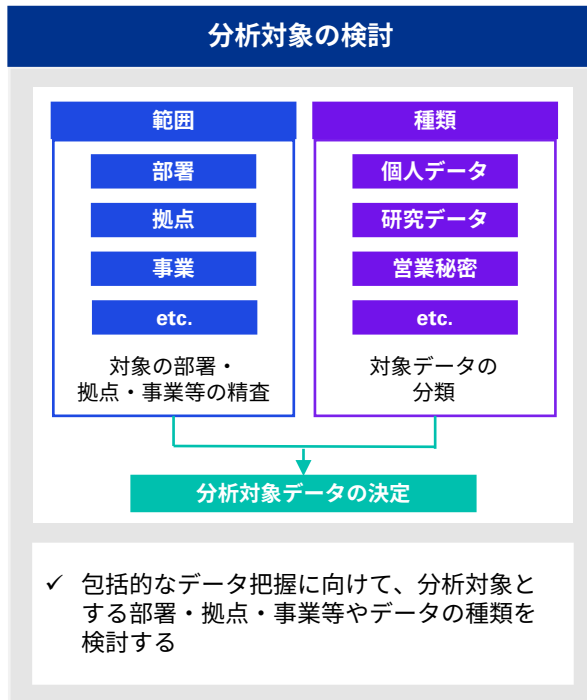 分析対象の検討
範囲
部署
拠点
事業
etc.
対象の部署・
拠点・事業等の精査
種類
個人データ
研究データ
営業秘密
etc.
対象データの
分類
分析対象データの決定
✓ 包括的なデータ把握に向けて、分析対象と
する部署・拠点・事業等やデータの種類を
検討する